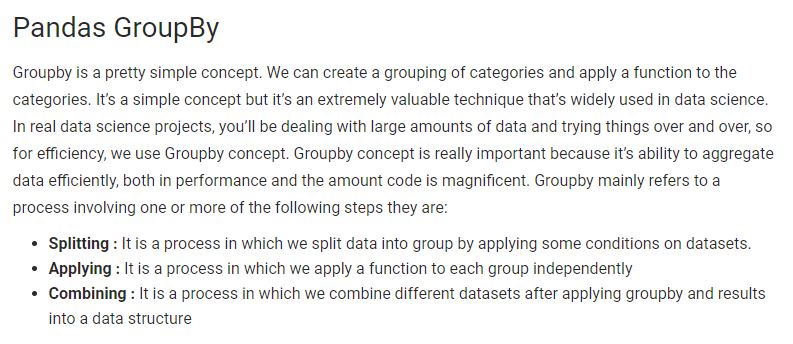 Pandas GroupBy
Groupby is a pretty simple concept. We can create a grouping of categories and apply a function to the
categories. It’s a simple concept but it’s an extremely valuable technique that’s widely used in data science.
In real data science projects, you’ll be dealing with large amounts of data and trying things over and over, so
for efficiency, we use Groupby concept. Groupby concept is really important because it’s ability to aggregate
data efficiently, both in performance and the amount code is magnificent. Groupby mainly refers to a
process involving one or more of the following steps they are:
• Splitting : It is a process in which we split data into group by applying some conditions on datasets.
• Applying : It is a process in which we apply a function to each group independently
• Combining : It is a process in which we combine different datasets after applying groupby and results
into a data structure